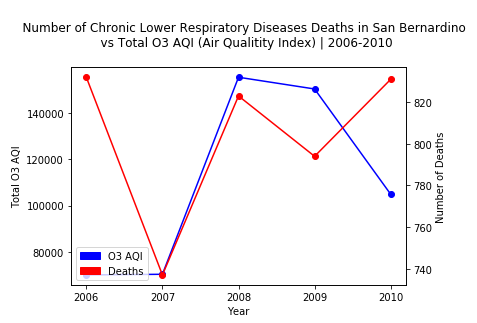 Number of Chronic Lower Respiratory Diseases Deaths in San Bernardino
vs Total O3 AQI (Air Qualitity Index) | 2006-2010
140000
120000
100000
80000
Total O3 AQI
820
800
780
760
740
Number of Deaths
O3 AQI
Deaths
2006 2007 2008 2009 2010
Year